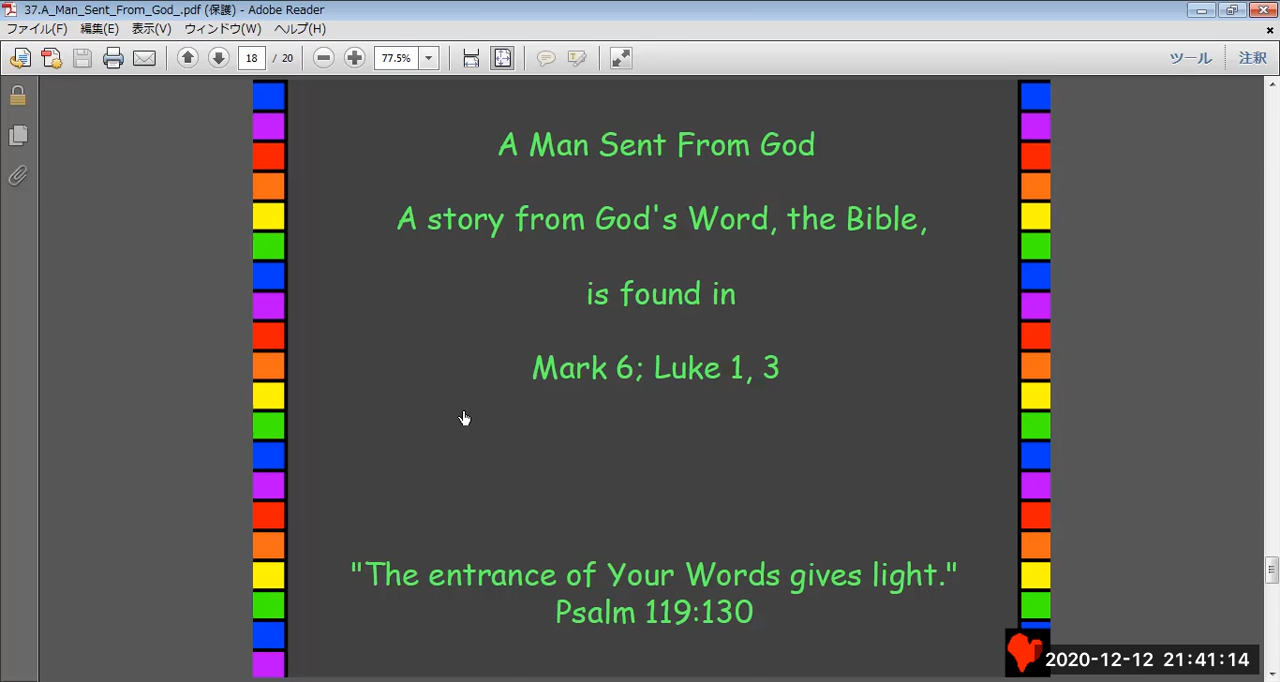 37.A_Man_Sent_From_God_.pdf (保護) - Adobe Reader
ファイル(F) 編集(E) 表示(V) ウィンドウ(W) ヘルプ(H)
18 / 20 77.5% ツール 注釈
A Man Sent From God
A story from God's Word, the Bible,
is found in
Mark 6; Luke 1, 3
"The entrance of Your Words gives light."
Psalm 119:130
2020-12-12 21:41:14